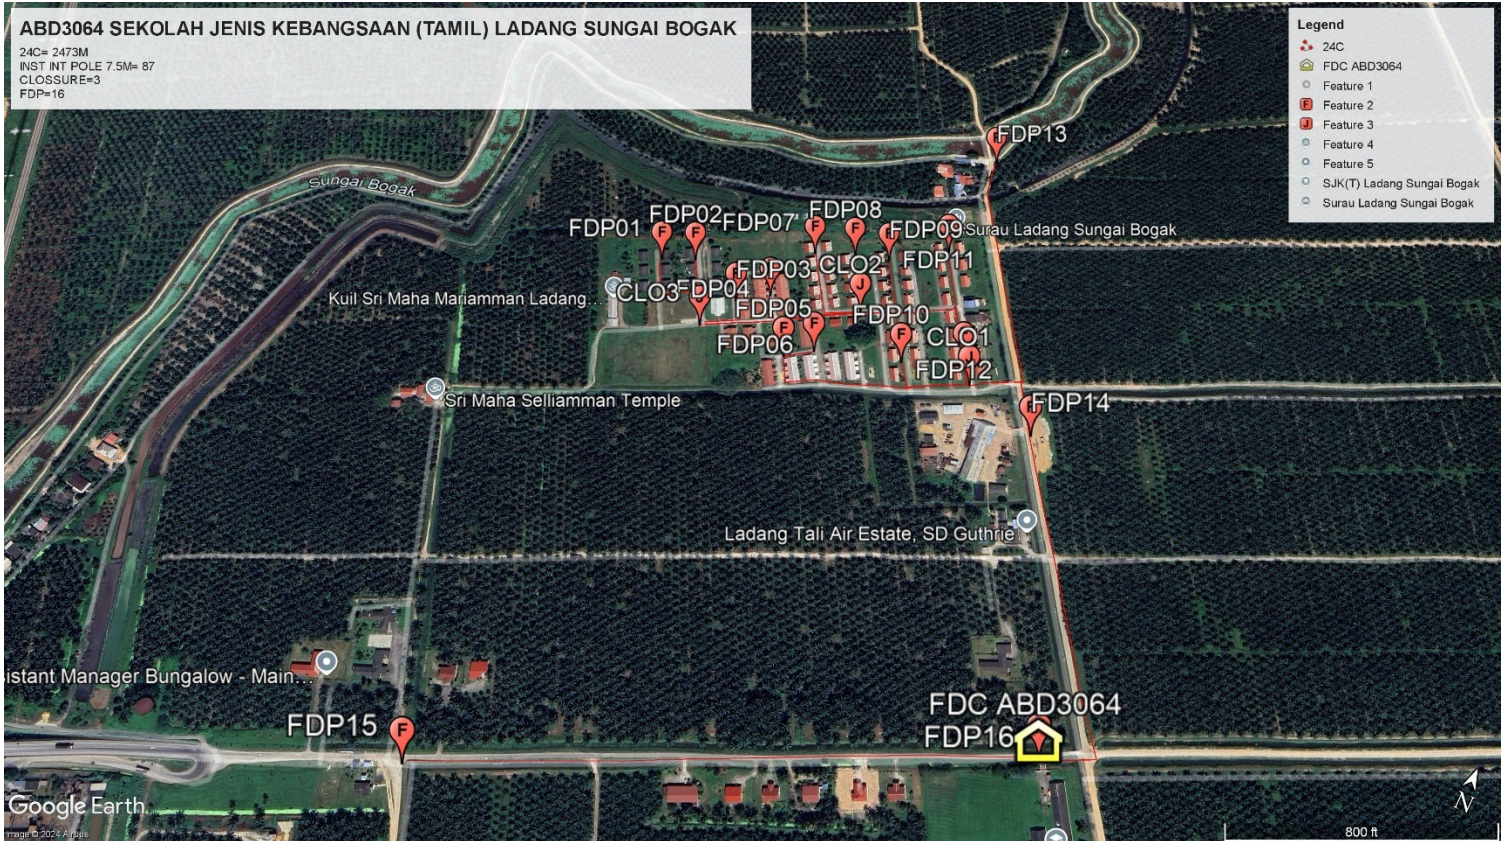 ABD3064 SEKOLAH JENIS KEBANGSAAN (TAMIL) LADANG SUNGAI BOGAK
24C= 2473M
INST INT POLE 7.5M= 87
CLOSSURE=3
FDP=16
Legend
24C
FDC ABD3064
Feature 1
F Feature 2
J Feature 3
Feature 4
Feature 5
SJK(T) Ladang Sungai Bogak
Surau Ladang Sungai Bogak
FDP13
Sungai Bogak
FDP01
FDP02
FDP07
FDP08
FDP09
Surau Ladang Sungai Bogak
FDP11
FDP03
CLO2
Kuil Sri Maha Mariamman Ladang...
CLO3
FDP04
FDP05
FDP10
FDP06
CLO1
FDP12
Sri Maha Selliamman Temple
FDP14
Ladang Tali Air Estate, SD Guthrie
sistant Manager Bungalow - Main...
FDP15
FDC ABD3064
FDP16
Google Earth
Image © 2024 Airbus
N
800 ft